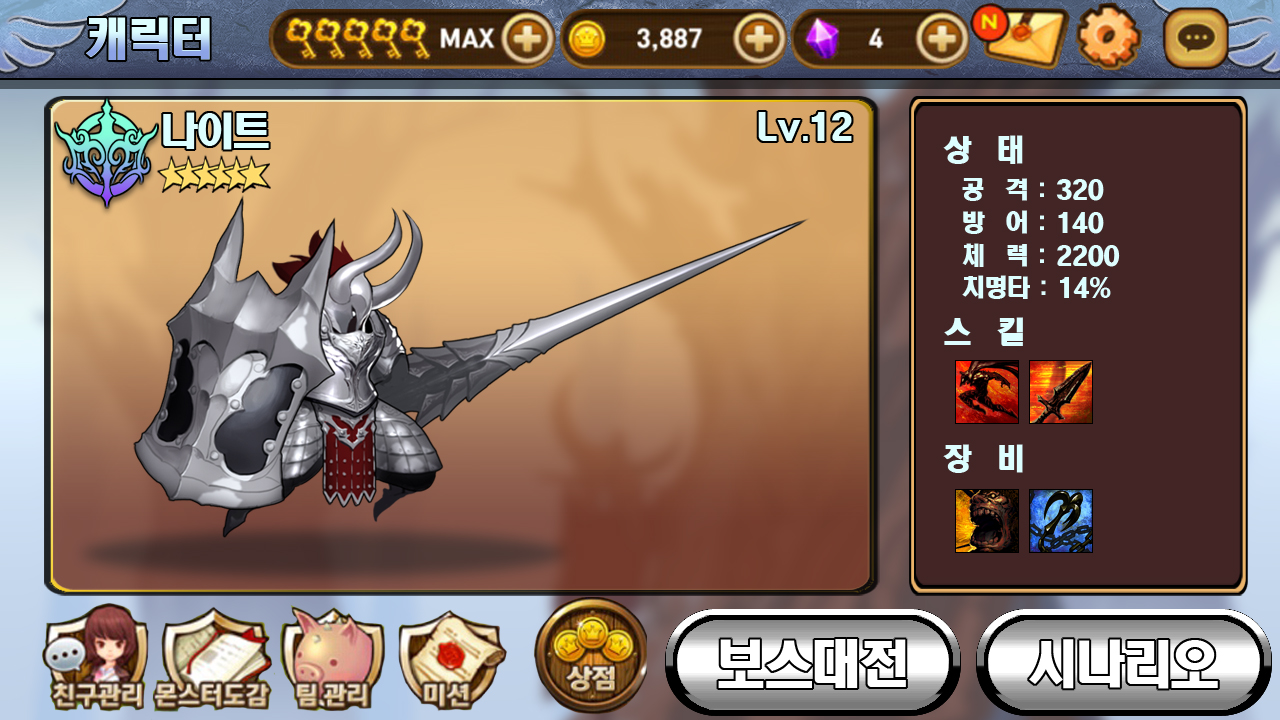 캐릭터
MAX
3,887
4
N
나이트
Lv.12
상 태
공 격 : 320
방 어 : 140
체 력 : 2200
치명타 : 14%
스 킬
장 비
친구관리
몬스터도감
팀관리
미션
상점
보스대전
시나리오